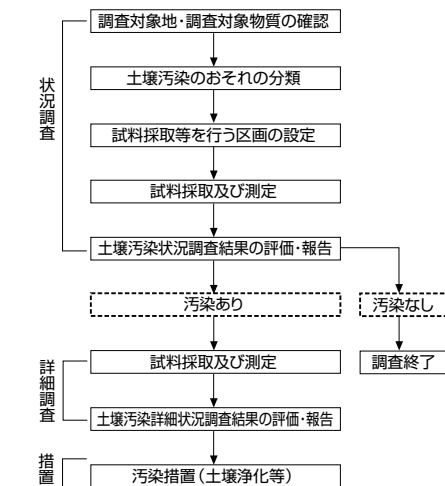 状況調査
調査対象地・調査対象物質の確認
土壌汚染のおそれの分類
試料採取等を行う区画の設定
試料採取及び測定
土壌汚染状況調査結果の評価・報告
汚染あり
汚染なし
調査終了
詳細調査
試料採取及び測定
土壌汚染詳細状況調査結果の評価・報告
措置
汚染措置(土壌浄化等)